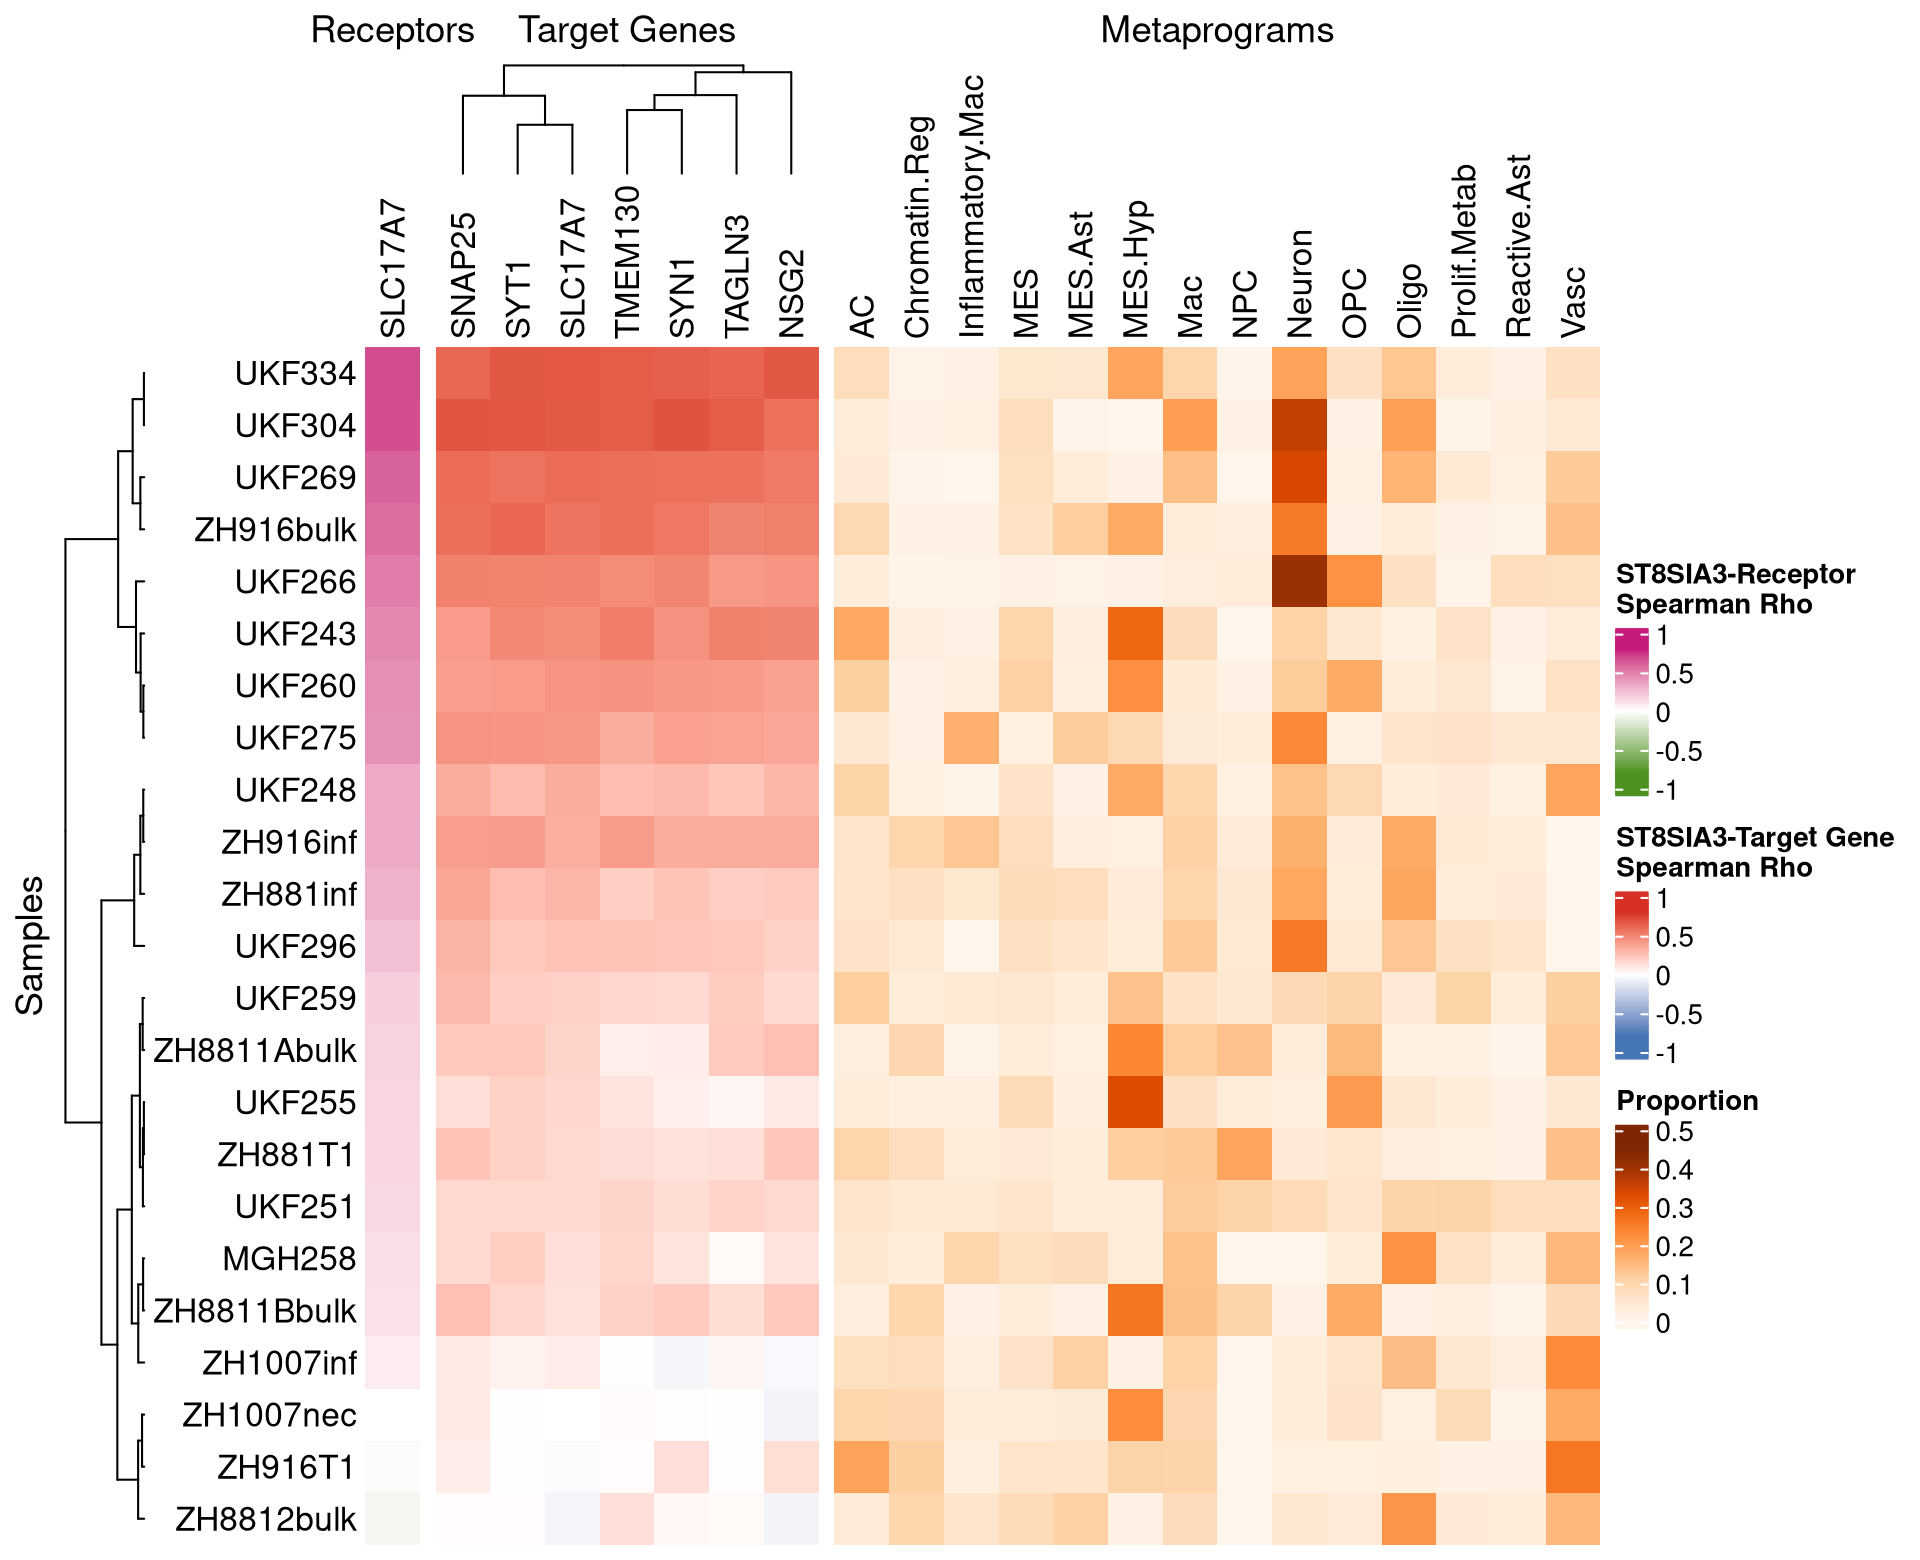 Receptors
Target Genes
Metaprograms
SLC17A7
SNAP25
SYT1
SLC17A7
TMEM130
SYN1
TAGLN3
NSG2
AC
Chromatin.Reg
Inflammatory.Mac
MES
MES.Ast
MES.Hyp
Mac
NPC
Neuron
OPC
Oligo
Prolif.Metab
Reactive.Ast
Vasc
Samples
UKF334
UKF304
UKF269
ZH916bulk
UKF266
UKF243
UKF260
UKF275
UKF248
ZH916inf
ZH881inf
UKF296
UKF259
ZH8811Abulk
UKF255
ZH881T1
UKF251
MGH258
ZH8811Bbulk
ZH1007inf
ZH1007nec
ZH916T1
ZH8812bulk
ST8SIA3-Receptor
Spearman Rho
1
0.5
0
-0.5
-1
ST8SIA3-Target Gene
Spearman Rho
1
0.5
0
-0.5
-1
Proportion
0.5
0.4
0.3
0.2
0.1
0